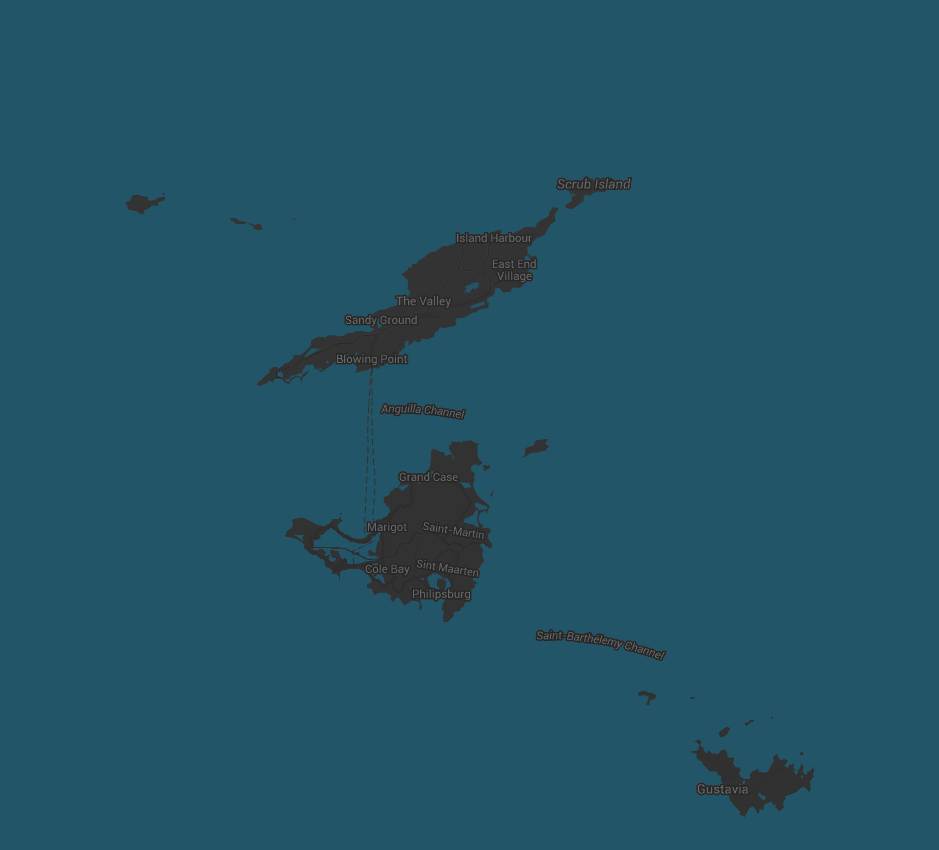 Scrub Island
Island Harbour
East End
Village
The Valley
Sandy Ground
Blowing Point
Anguilla Channel
Grand Case
Marigot
Saint-Martin
Cole Bay
Sint Maarten
Philipsburg
Saint-Barthélemy Channel
Gustavia